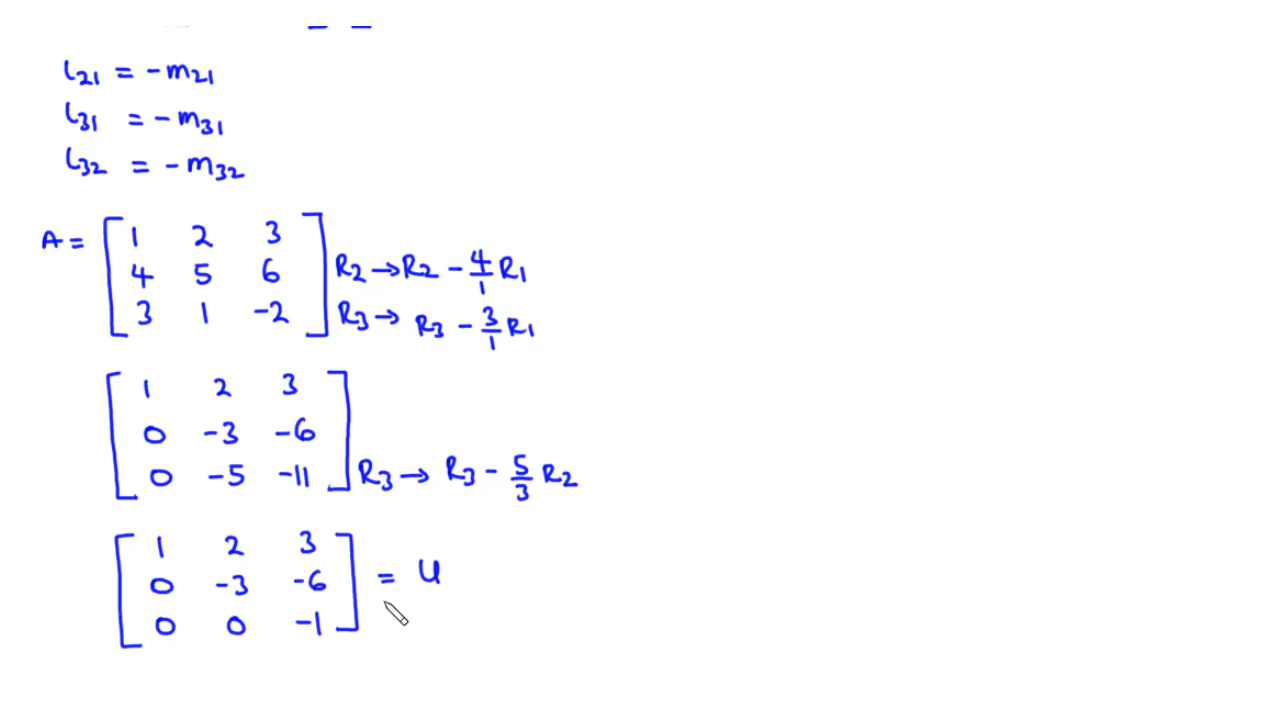 l21 = -m21
l31 = -m31
l32 = -m32
A = [ 1 2 3
4 5 6 R2 → R2 - 4/1 R1
3 1 -2 ] R3 → R3 - 3/1 R1
[ 1 2 3
0 -3 -6
0 -5 -11 ] R3 → R3 - 5/3 R2
[ 1 2 3
0 -3 -6 = U
0 0 -1 ]